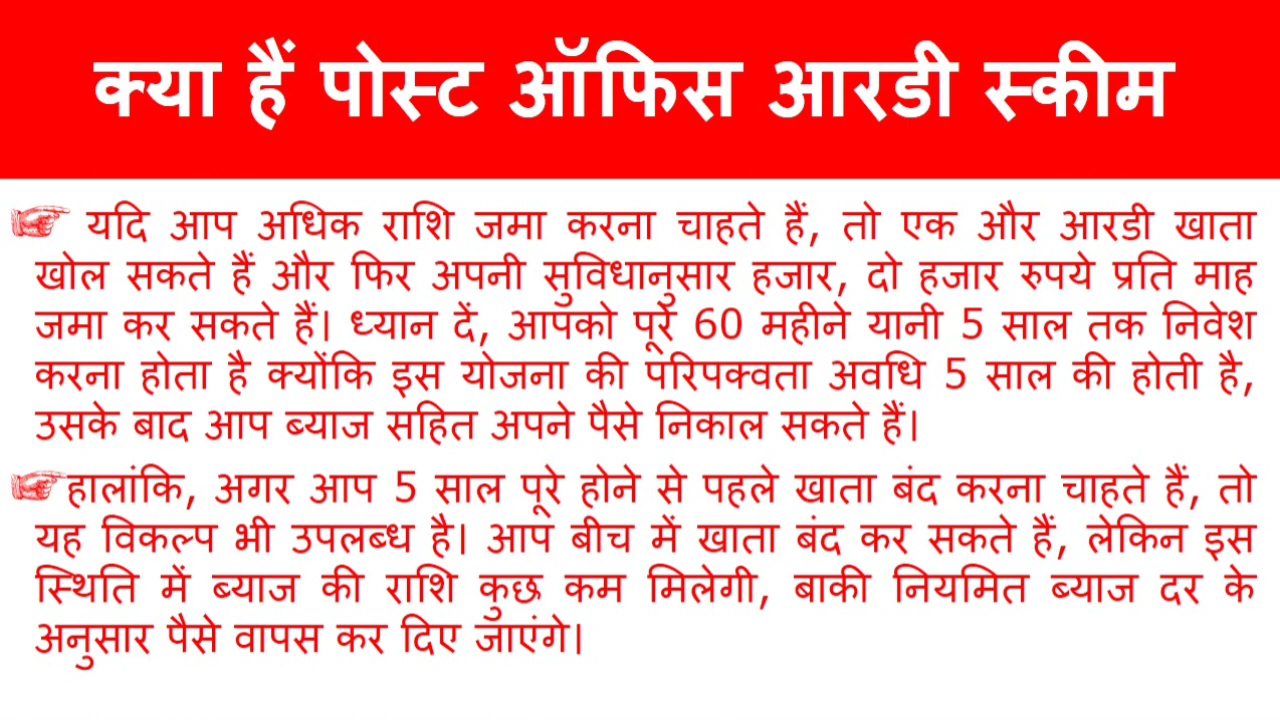 क्या हैं पोस्ट ऑफिस आरडी स्कीम
यदि आप अधिक राशि जमा करना चाहते हैं, तो एक और आरडी खाता
खोल सकते हैं और फिर अपनी सुविधानुसार हजार, दो हजार रुपये प्रति माह
जमा कर सकते हैं। ध्यान दें, आपको पूरे 60 महीने यानी 5 साल तक निवेश
करना होता है क्योंकि इस योजना की परिपक्वता अवधि 5 साल की होती है,
उसके बाद आप ब्याज सहित अपने पैसे निकाल सकते हैं।
हालांकि, अगर आप 5 साल पूरे होने से पहले खाता बंद करना चाहते हैं, तो
यह विकल्प भी उपलब्ध है। आप बीच में खाता बंद कर सकते हैं, लेकिन इस
स्थिति में ब्याज की राशि कुछ कम मिलेगी, बाकी नियमित ब्याज दर के
अनुसार पैसे वापस कर दिए जाएंगे।